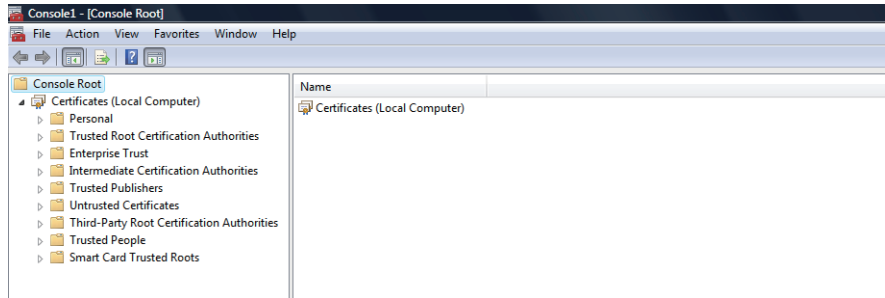 Console1 - [Console Root]
File Action View Favorites Window Help
Console Root
Certificates (Local Computer)
Personal
Trusted Root Certification Authorities
Enterprise Trust
Intermediate Certification Authorities
Trusted Publishers
Untrusted Certificates
Third-Party Root Certification Authorities
Trusted People
Smart Card Trusted Roots
Name
Certificates (Local Computer)